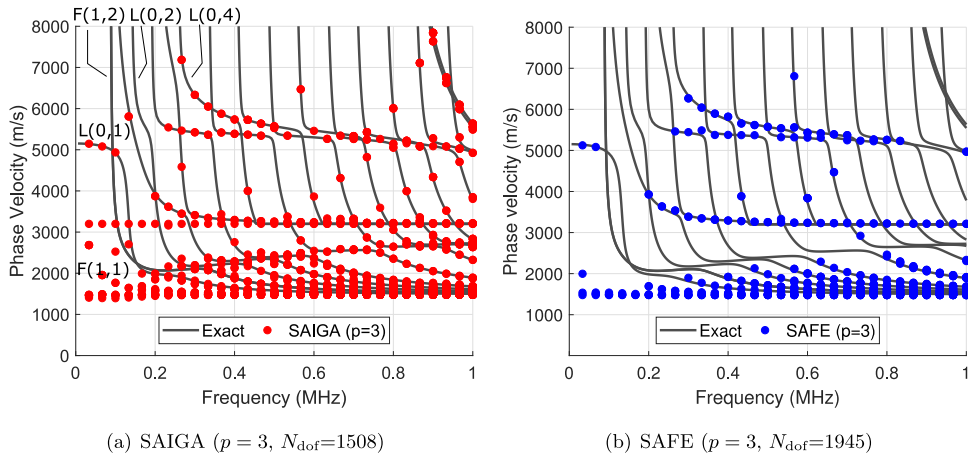 F(1,2) L(0,2) L(0,4)
8000
7000
6000
5000
4000
3000
2000
1000
0
Phase Velocity (m/s)
L(0,1)
F(1,1)
Exact SAIGA (p=3)
0 0.2 0.4 0.6 0.8 1
Frequency (MHz)
(a) SAIGA (p = 3, Ndof=1508)
8000
7000
6000
5000
4000
3000
2000
1000
0
Phase velocity (m/s)
Exact SAFE (p=3)
0 0.2 0.4 0.6 0.8 1
Frequency (MHz)
(b) SAFE (p = 3, Ndof=1945)